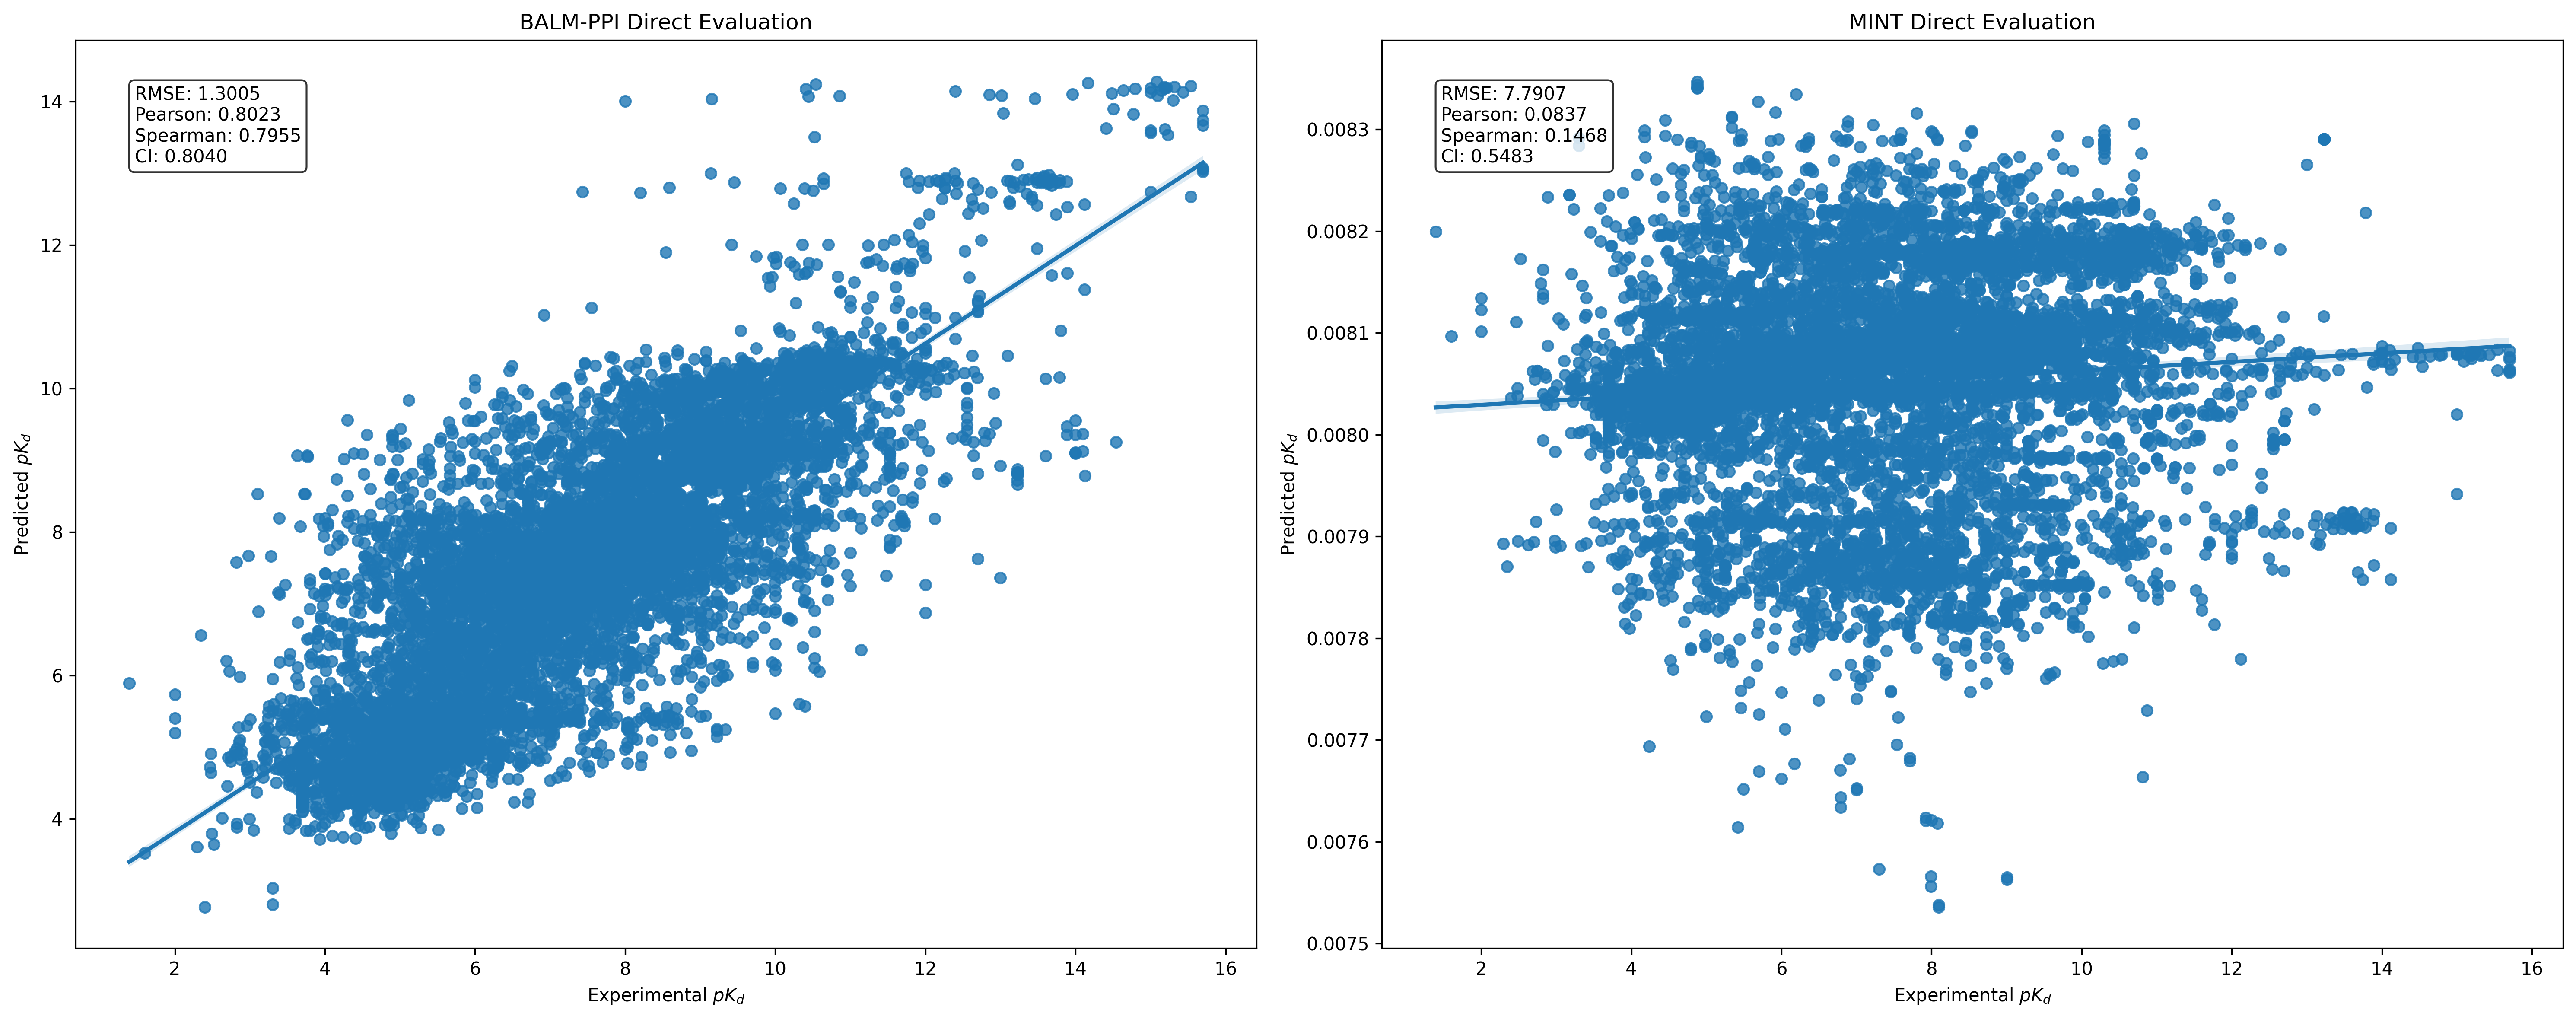 BALM-PPI Direct Evaluation
RMSE: 1.3005
Pearson: 0.8023
Spearman: 0.7955
CI: 0.8040
14
12
10
8
6
4
Predicted pK_d
2 4 6 8 10 12 14 16
Experimental pK_d
MINT Direct Evaluation
RMSE: 7.7907
Pearson: 0.0837
Spearman: 0.1468
CI: 0.5483
0.0083
0.0082
0.0081
0.0080
0.0079
0.0078
0.0077
0.0076
0.0075
Predicted pK_d
2 4 6 8 10 12 14 16
Experimental pK_d